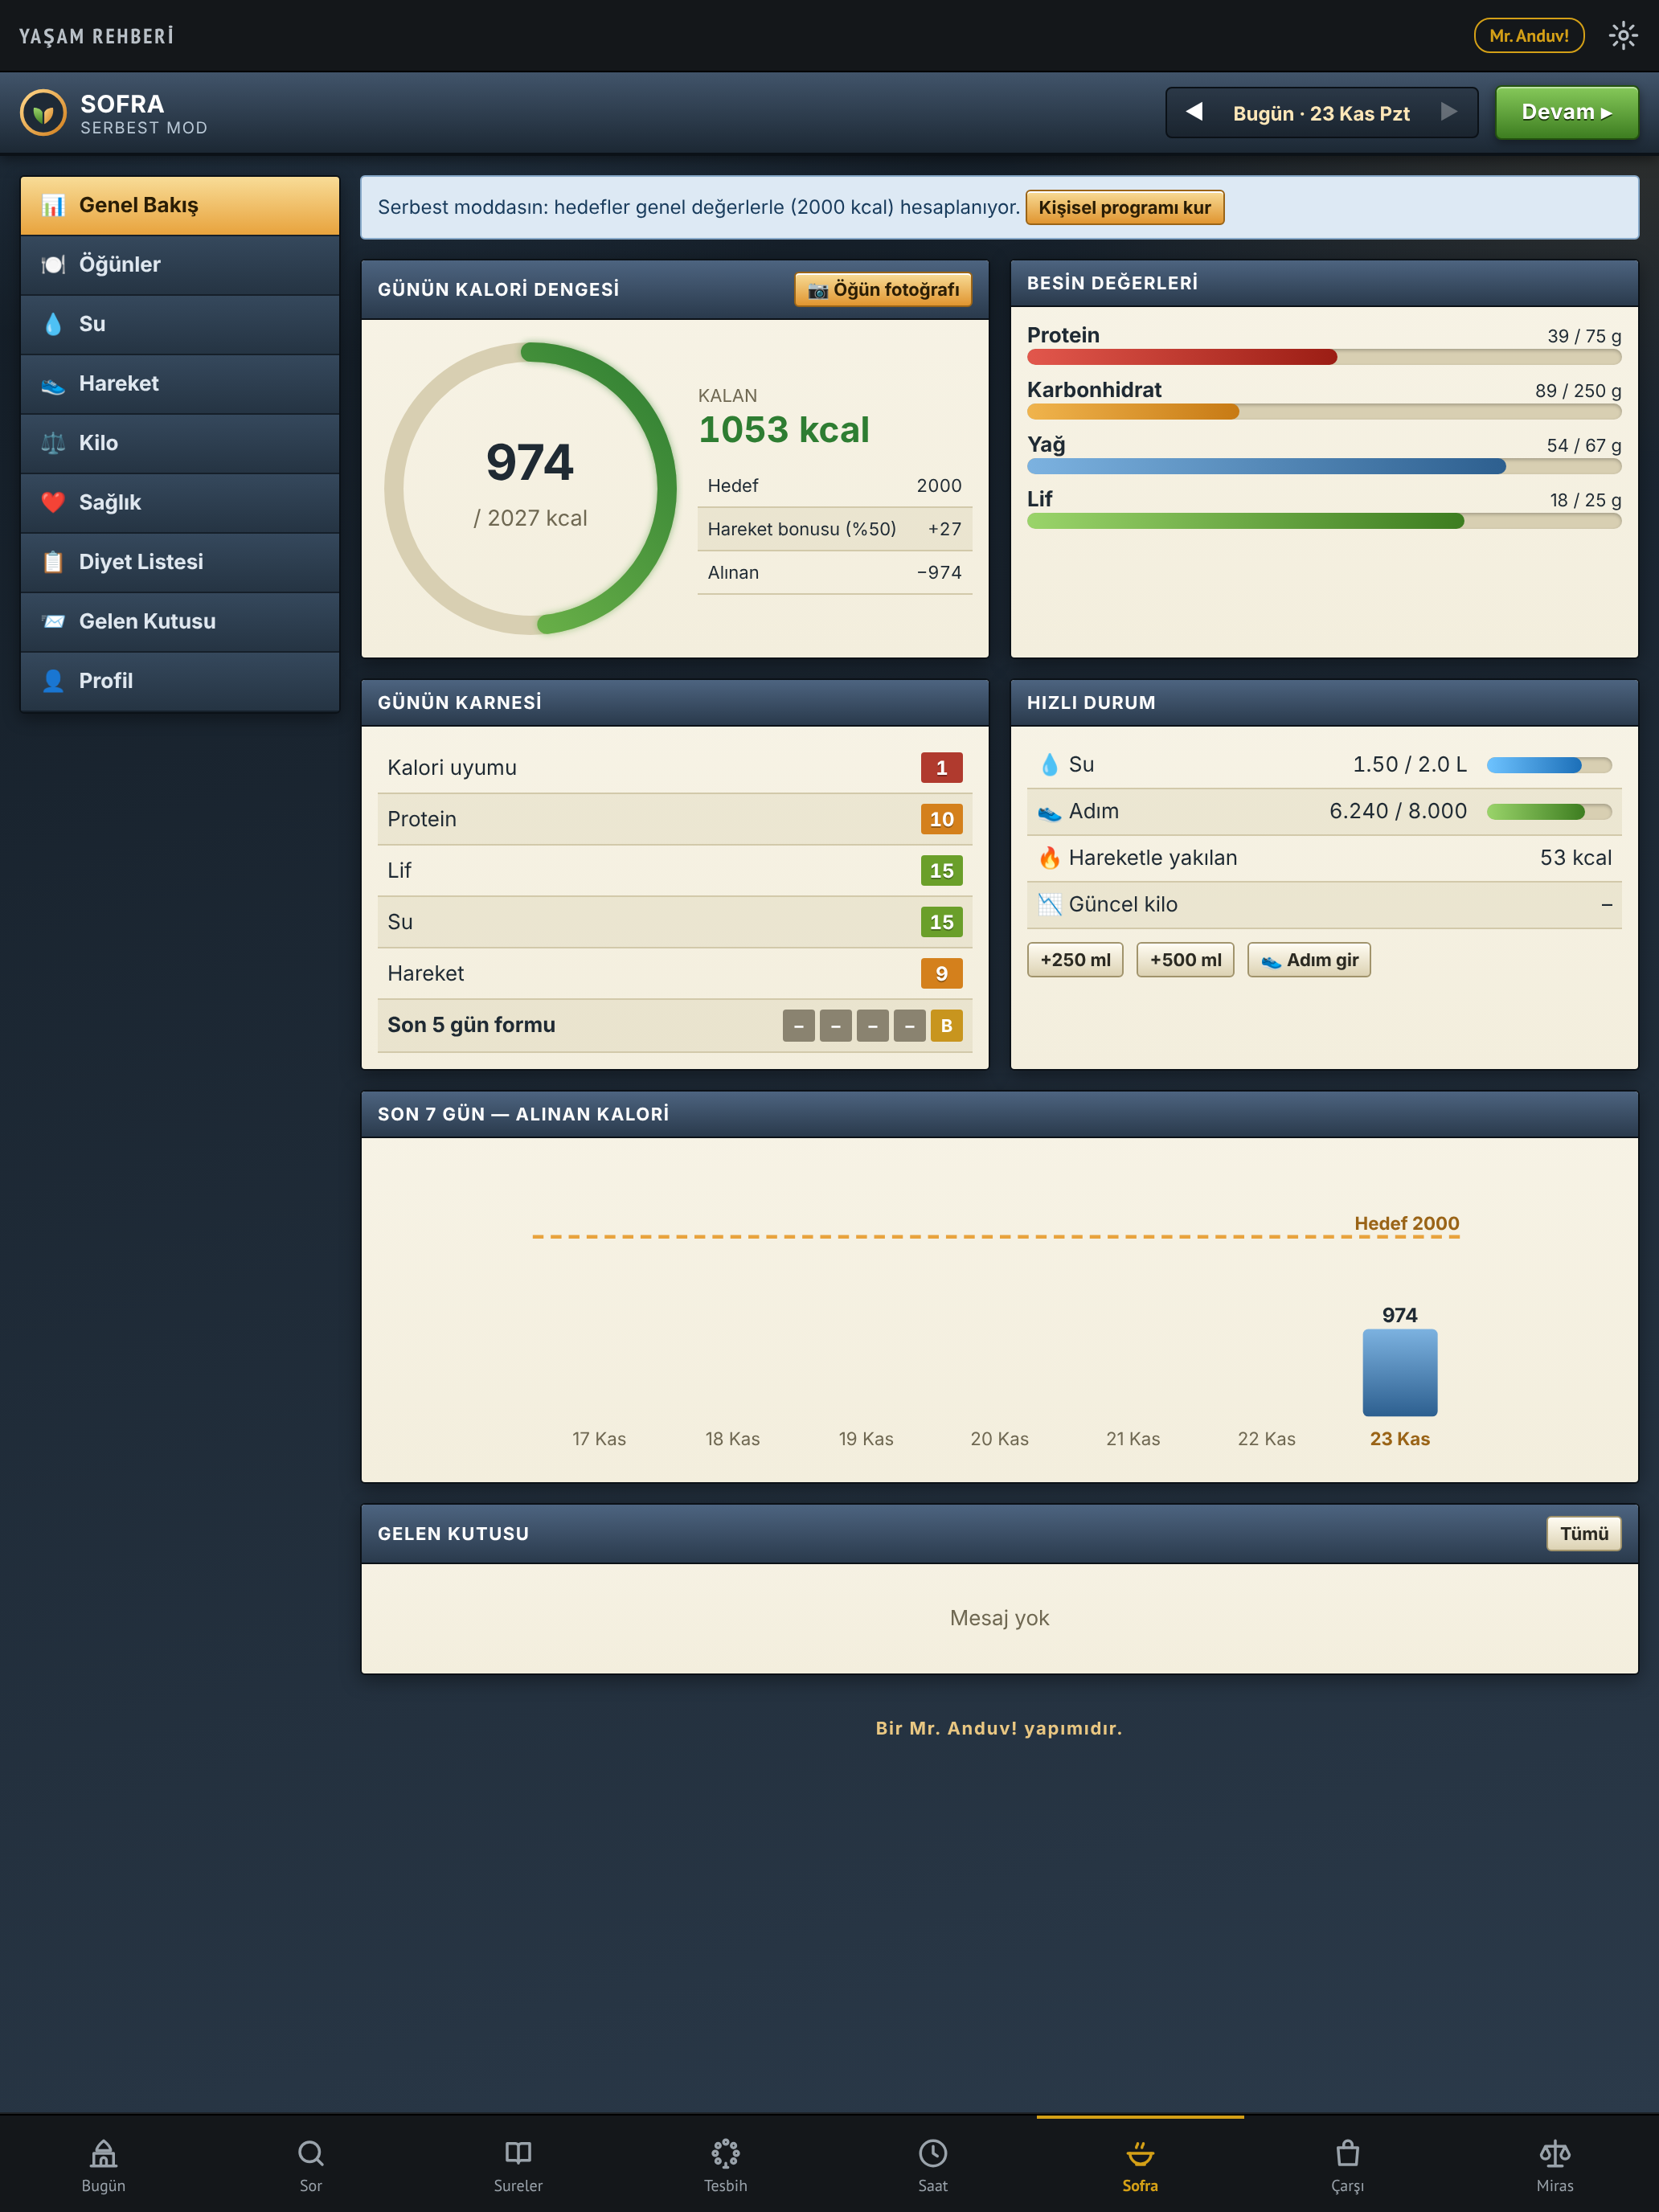 YAŞAM REHBERİ
Mr. Anduv!
SOFRA
SERBEST MOD
◀ Bugün · 23 Kas Pzt ▶
Devam ▸
Genel Bakış
Öğünler
Su
Hareket
Kilo
Sağlık
Diyet Listesi
Gelen Kutusu
Profil
Serbest moddasın: hedefler genel değerlerle (2000 kcal) hesaplanıyor. Kişisel programı kur
GÜNÜN KALORİ DENGESİ
Öğün fotoğrafı
974
/ 2027 kcal
KALAN
1053 kcal
Hedef 2000
Hareket bonusu (%50) +27
Alınan −974
BESİN DEĞERLERİ
Protein 39 / 75 g
Karbonhidrat 89 / 250 g
Yağ 54 / 67 g
Lif 18 / 25 g
GÜNÜN KARNESİ
Kalori uyumu 1
Protein 10
Lif 15
Su 15
Hareket 9
Son 5 gün formu – – – – B
HIZLI DURUM
Su 1.50 / 2.0 L
Adım 6.240 / 8.000
Hareketle yakılan 53 kcal
Güncel kilo –
+250 ml +500 ml Adım gir
SON 7 GÜN — ALINAN KALORİ
Hedef 2000
974
17 Kas 18 Kas 19 Kas 20 Kas 21 Kas 22 Kas 23 Kas
GELEN KUTUSU
Tümü
Mesaj yok
Bir Mr. Anduv! yapımıdır.
Bugün Sor Sureler Tesbih Saat Sofra Çarşı Miras